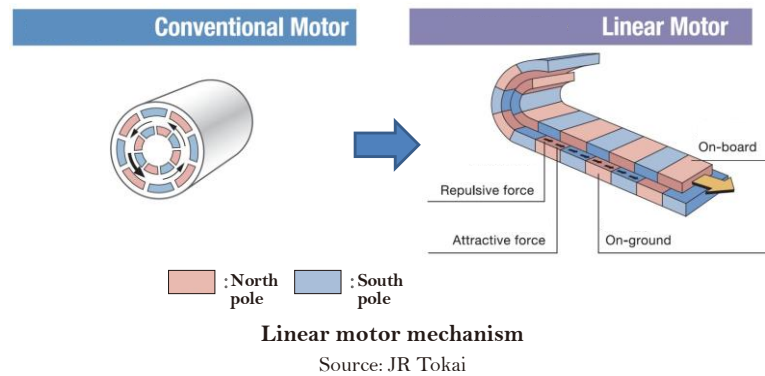 Conventional Motor
Linear Motor
On-board
Repulsive force
Attractive force
On-ground
: North pole
: South pole
Linear motor mechanism
Source: JR Tokai